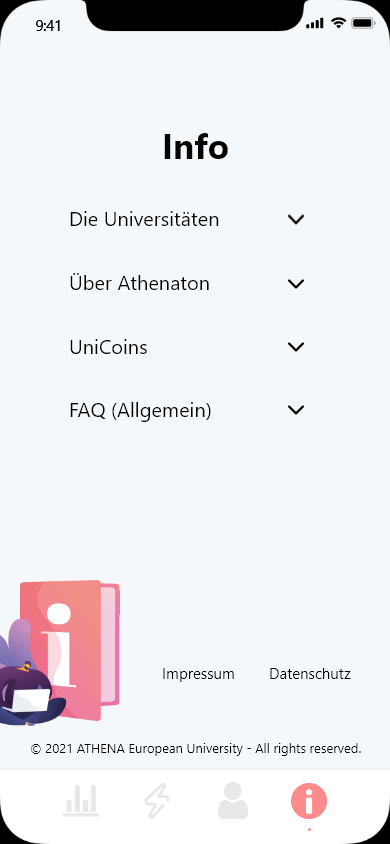 9:41
Info
Die Universitäten
Über Athenaton
UniCoins
FAQ (Allgemein)
i
Impressum Datenschutz
© 2021 ATHENA European University - All rights reserved.